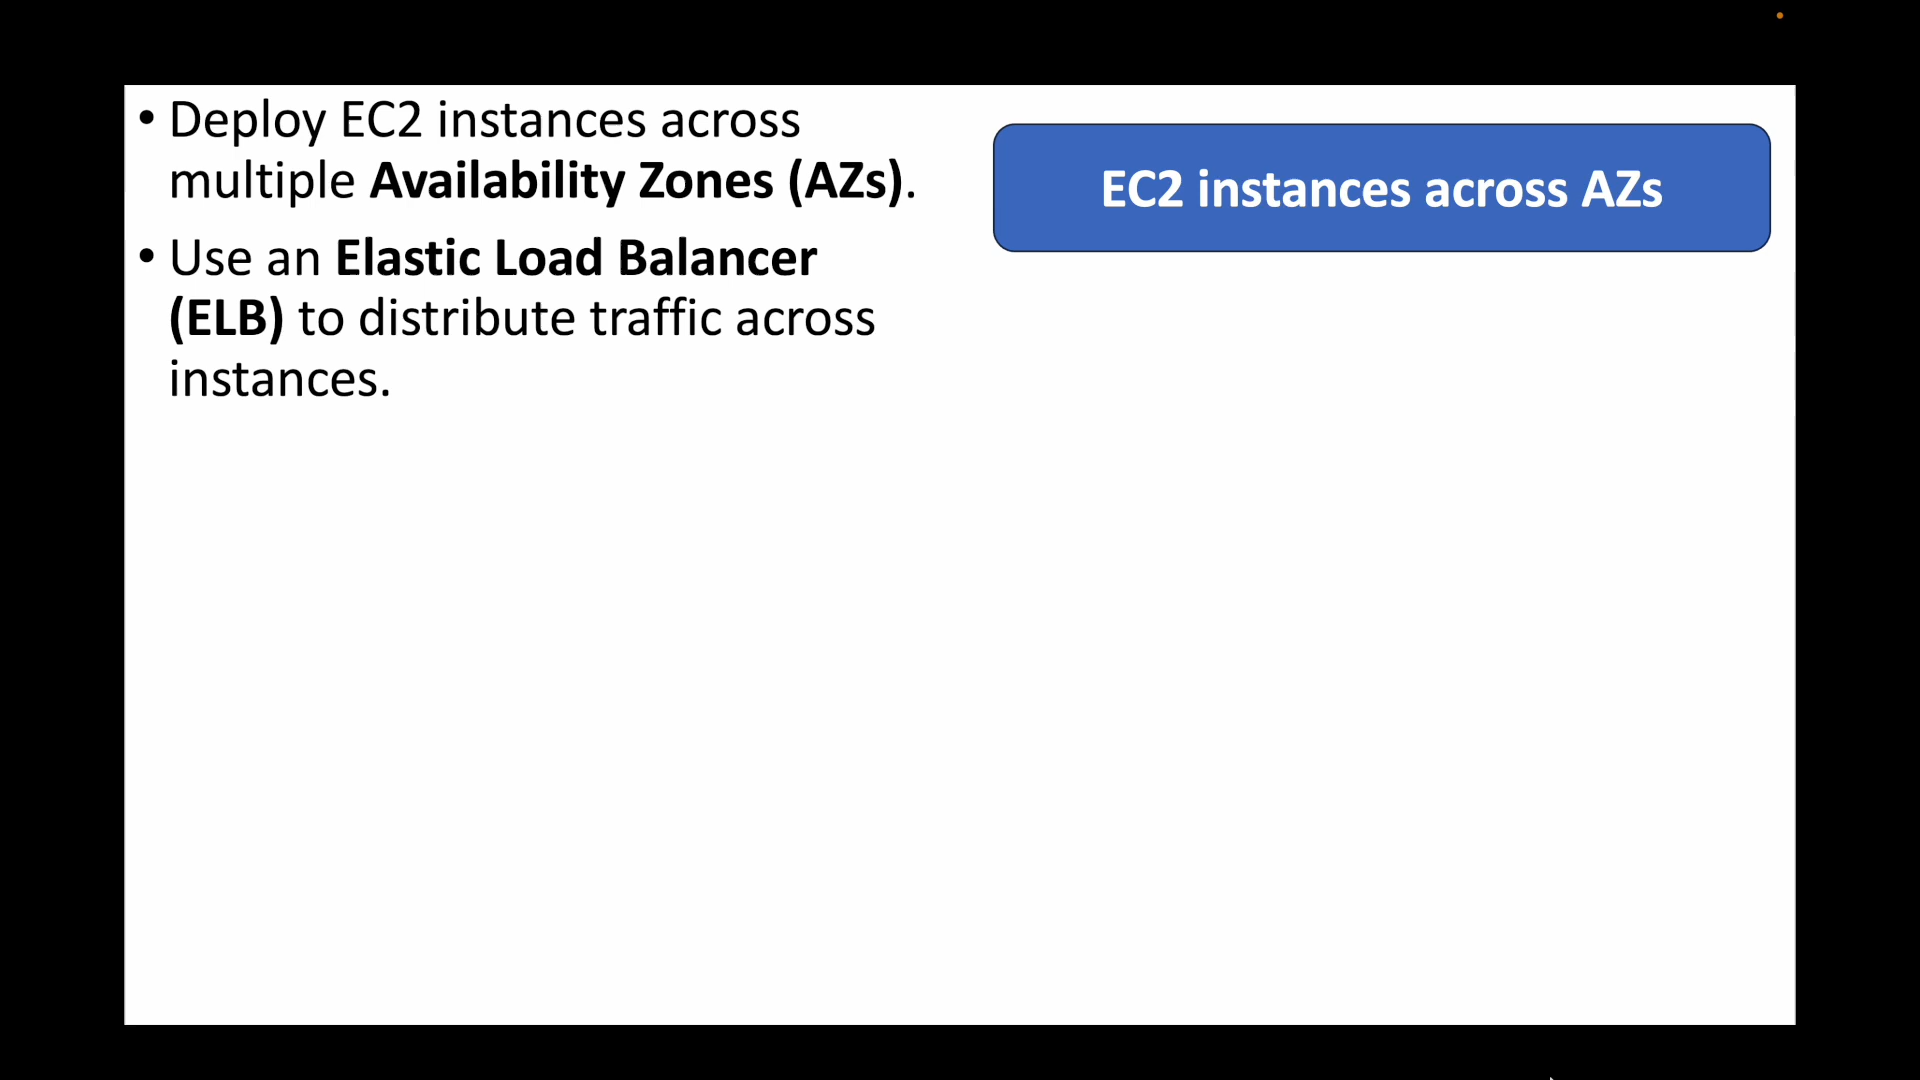 • Deploy EC2 instances across
multiple Availability Zones (AZs).
• Use an Elastic Load Balancer
(ELB) to distribute traffic across
instances.
EC2 instances across AZs